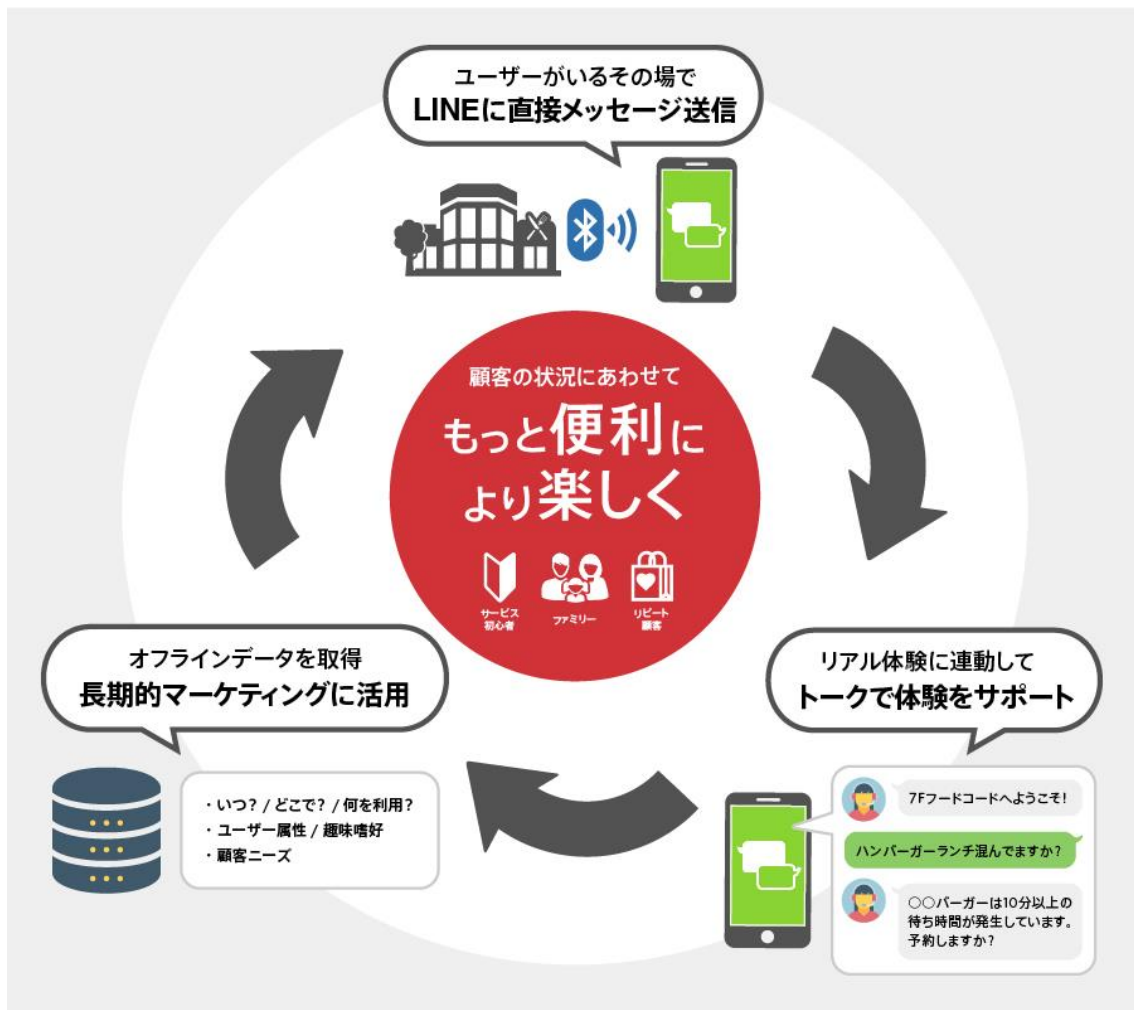 ユーザーがいるその場で
LINEに直接メッセージ送信
顧客の状況にあわせて
もっと便利に
より楽しく
サービス
初心者
ファミリー
リピート
顧客
リアル体験に連動して
トークで体験をサポート
7Fフードコードへようこそ!
ハンバーガーランチ混んでますか?
○○バーガーは10分以上の
待ち時間が発生しています。
予約しますか?
オフラインデータを取得
長期的マーケティングに活用
・いつ? / どこで? / 何を利用?
・ユーザー属性 / 趣味嗜好
・顧客ニーズ